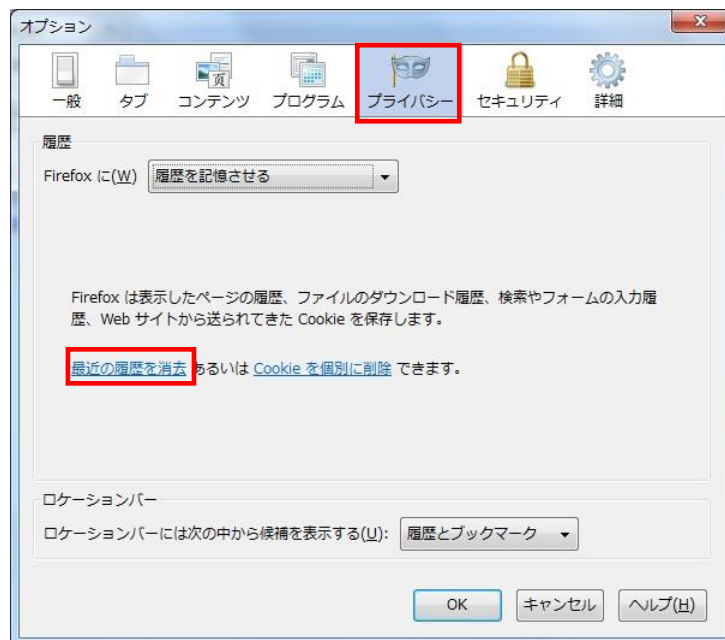 オプション
一般 タブ コンテンツ プログラム プライバシー セキュリティ 詳細
履歴
Firefox に(W) 履歴を記憶させる
Firefox は表示したページの履歴、ファイルのダウンロード履歴、検索やフォームの入力履
歴、Web サイトから送られてきた Cookie を保存します。
最近の履歴を消去 あるいは Cookie を個別に削除 できます。
ロケーションバー
ロケーションバーには次の中から候補を表示する(U): 履歴とブックマーク
OK キャンセル ヘルプ(H)